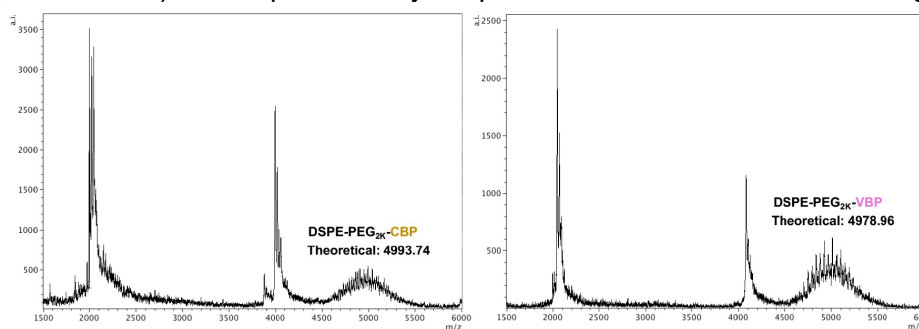 a.i.
3500
3000
2500
2000
1500
1000
500
DSPE-PEG2K-CBP
Theoretical: 4993.74
1500 2000 2500 3000 3500 4000 4500 5000 5500 6000
m/z
a.i.
2500
2000
1500
1000
500
DSPE-PEG2K-VBP
Theoretical: 4978.96
1500 2000 2500 3000 3500 4000 4500 5000 5500